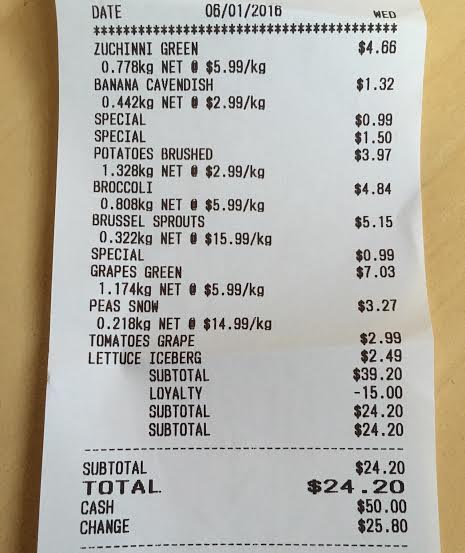 DATE 06/01/2016 WED
****************************************
ZUCHINNI GREEN $4.66
0.778kg NET @ $5.99/kg
BANANA CAVENDISH $1.32
0.442kg NET @ $2.99/kg
SPECIAL $0.99
SPECIAL $1.50
POTATOES BRUSHED $3.97
1.328kg NET @ $2.99/kg
BROCCOLI $4.84
0.808kg NET @ $5.99/kg
BRUSSEL SPROUTS $5.15
0.322kg NET @ $15.99/kg
SPECIAL $0.99
GRAPES GREEN $7.03
1.174kg NET @ $5.99/kg
PEAS SNOW $3.27
0.218kg NET @ $14.99/kg
TOMATOES GRAPE $2.99
LETTUCE ICEBERG $2.49
SUBTOTAL $39.20
LOYALTY -15.00
SUBTOTAL $24.20
SUBTOTAL $24.20
----------------------------------------
SUBTOTAL $24.20
TOTAL $24.20
CASH $50.00
CHANGE $25.80
----------------------------------------